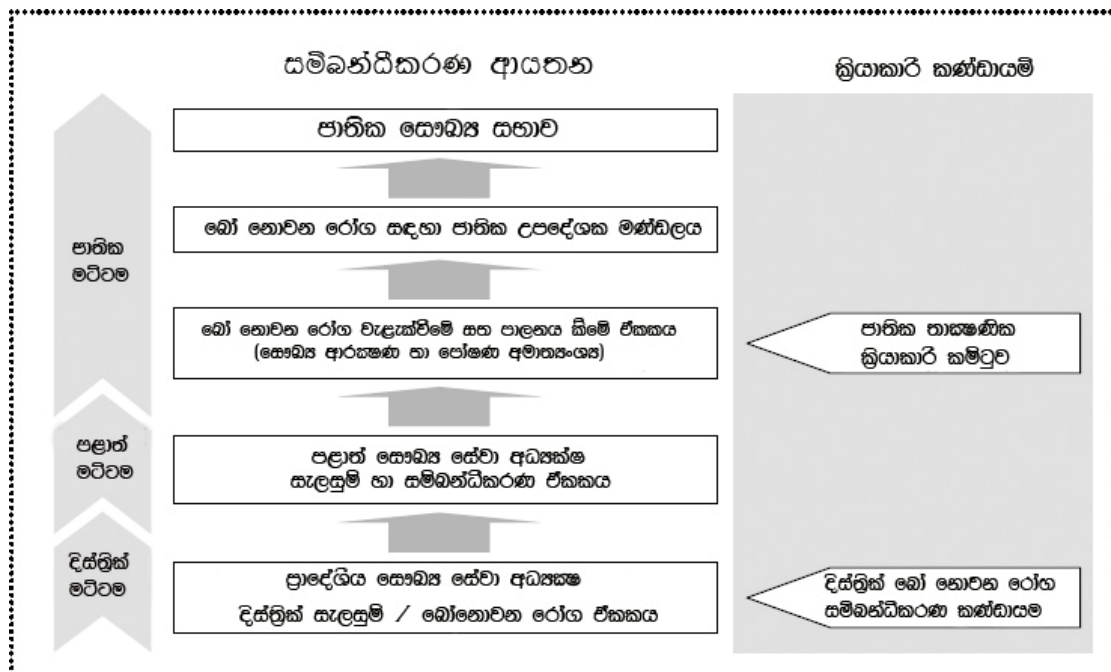 සම්බන්ධීකරණ ආයතන
ක්‍රියාකාරී කණ්ඩායම්
ජාතික සෞඛ්‍ය සභාව
බෝ නොවන රෝග සඳහා ජාතික උපදේශක මණ්ඩලය
ජාතික
මට්ටම
බෝ නොවන රෝග වැළැක්වීමේ සහ පාලනය කිීමේ ඒකකය
(සෞඛ්‍ය ආරක්‍ෂණ හා පෝෂණ අමාත්‍යංශ්‍ය)
ජාතික තාක්‍ෂණික
ක්‍රියාකාරී කමිටුව
පළාත්
මට්ටම
පළාත් සෞඛ්‍ය සේවා අධ්‍යක්ෂ
සැලසුම් හා සම්බන්ධීකරණ ඒකකය
දිස්ත්‍රික්
මට්ටම
ප්‍රාදේශීය සෞඛ්‍ය සේවා අධ්‍යක්‍ෂ
දිස්ත්‍රික් සැලසුම් / බෝනොවන රෝග ඒකකය
දිස්ත්‍රික් බෝ නොවන රෝග
සම්බන්ධීකරණ කණ්ඩායම